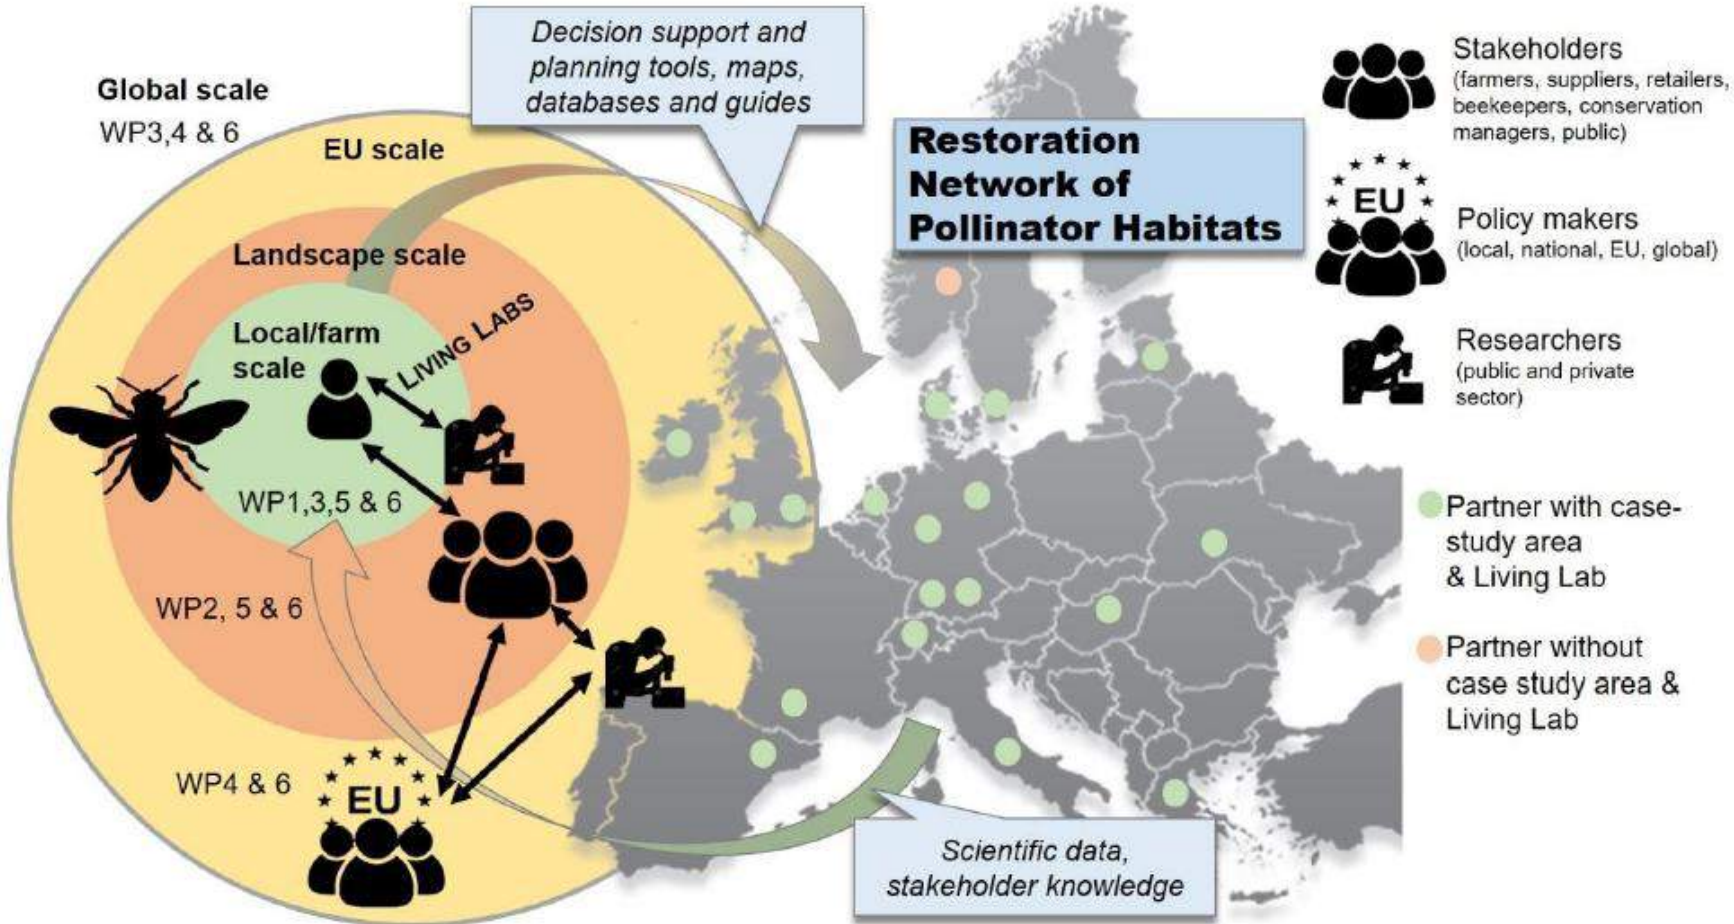 Decision support and
planning tools, maps,
databases and guides
Global scale
WP3,4 & 6
EU scale
Restoration
Network of
Pollinator Habitats
Landscape scale
Local/farm
scale
LIVING LABS
WP1,3,5 & 6
WP2, 5 & 6
WP4 & 6
EU
Scientific data,
stakeholder knowledge
Stakeholders
(farmers, suppliers, retailers,
beekeepers, conservation
managers, public)
EU
Policy makers
(local, national, EU, global)
Researchers
(public and private
sector)
Partner with case-
study area
& Living Lab
Partner without
case study area &
Living Lab